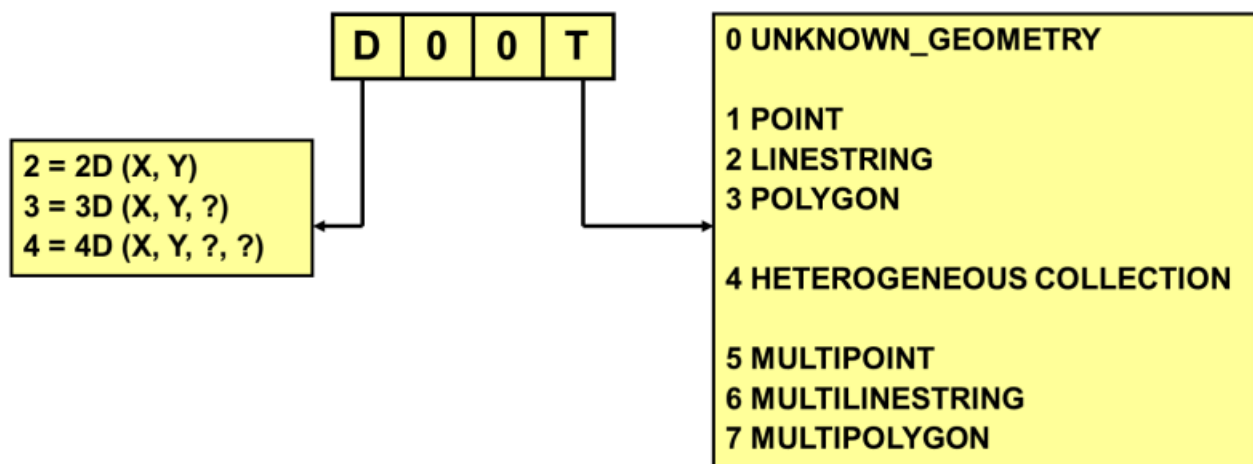 D 0 0 T
2 = 2D (X, Y)
3 = 3D (X, Y, ?)
4 = 4D (X, Y, ?, ?)
0 UNKNOWN_GEOMETRY
1 POINT
2 LINESTRING
3 POLYGON
4 HETEROGENEOUS COLLECTION
5 MULTIPOINT
6 MULTILINESTRING
7 MULTIPOLYGON